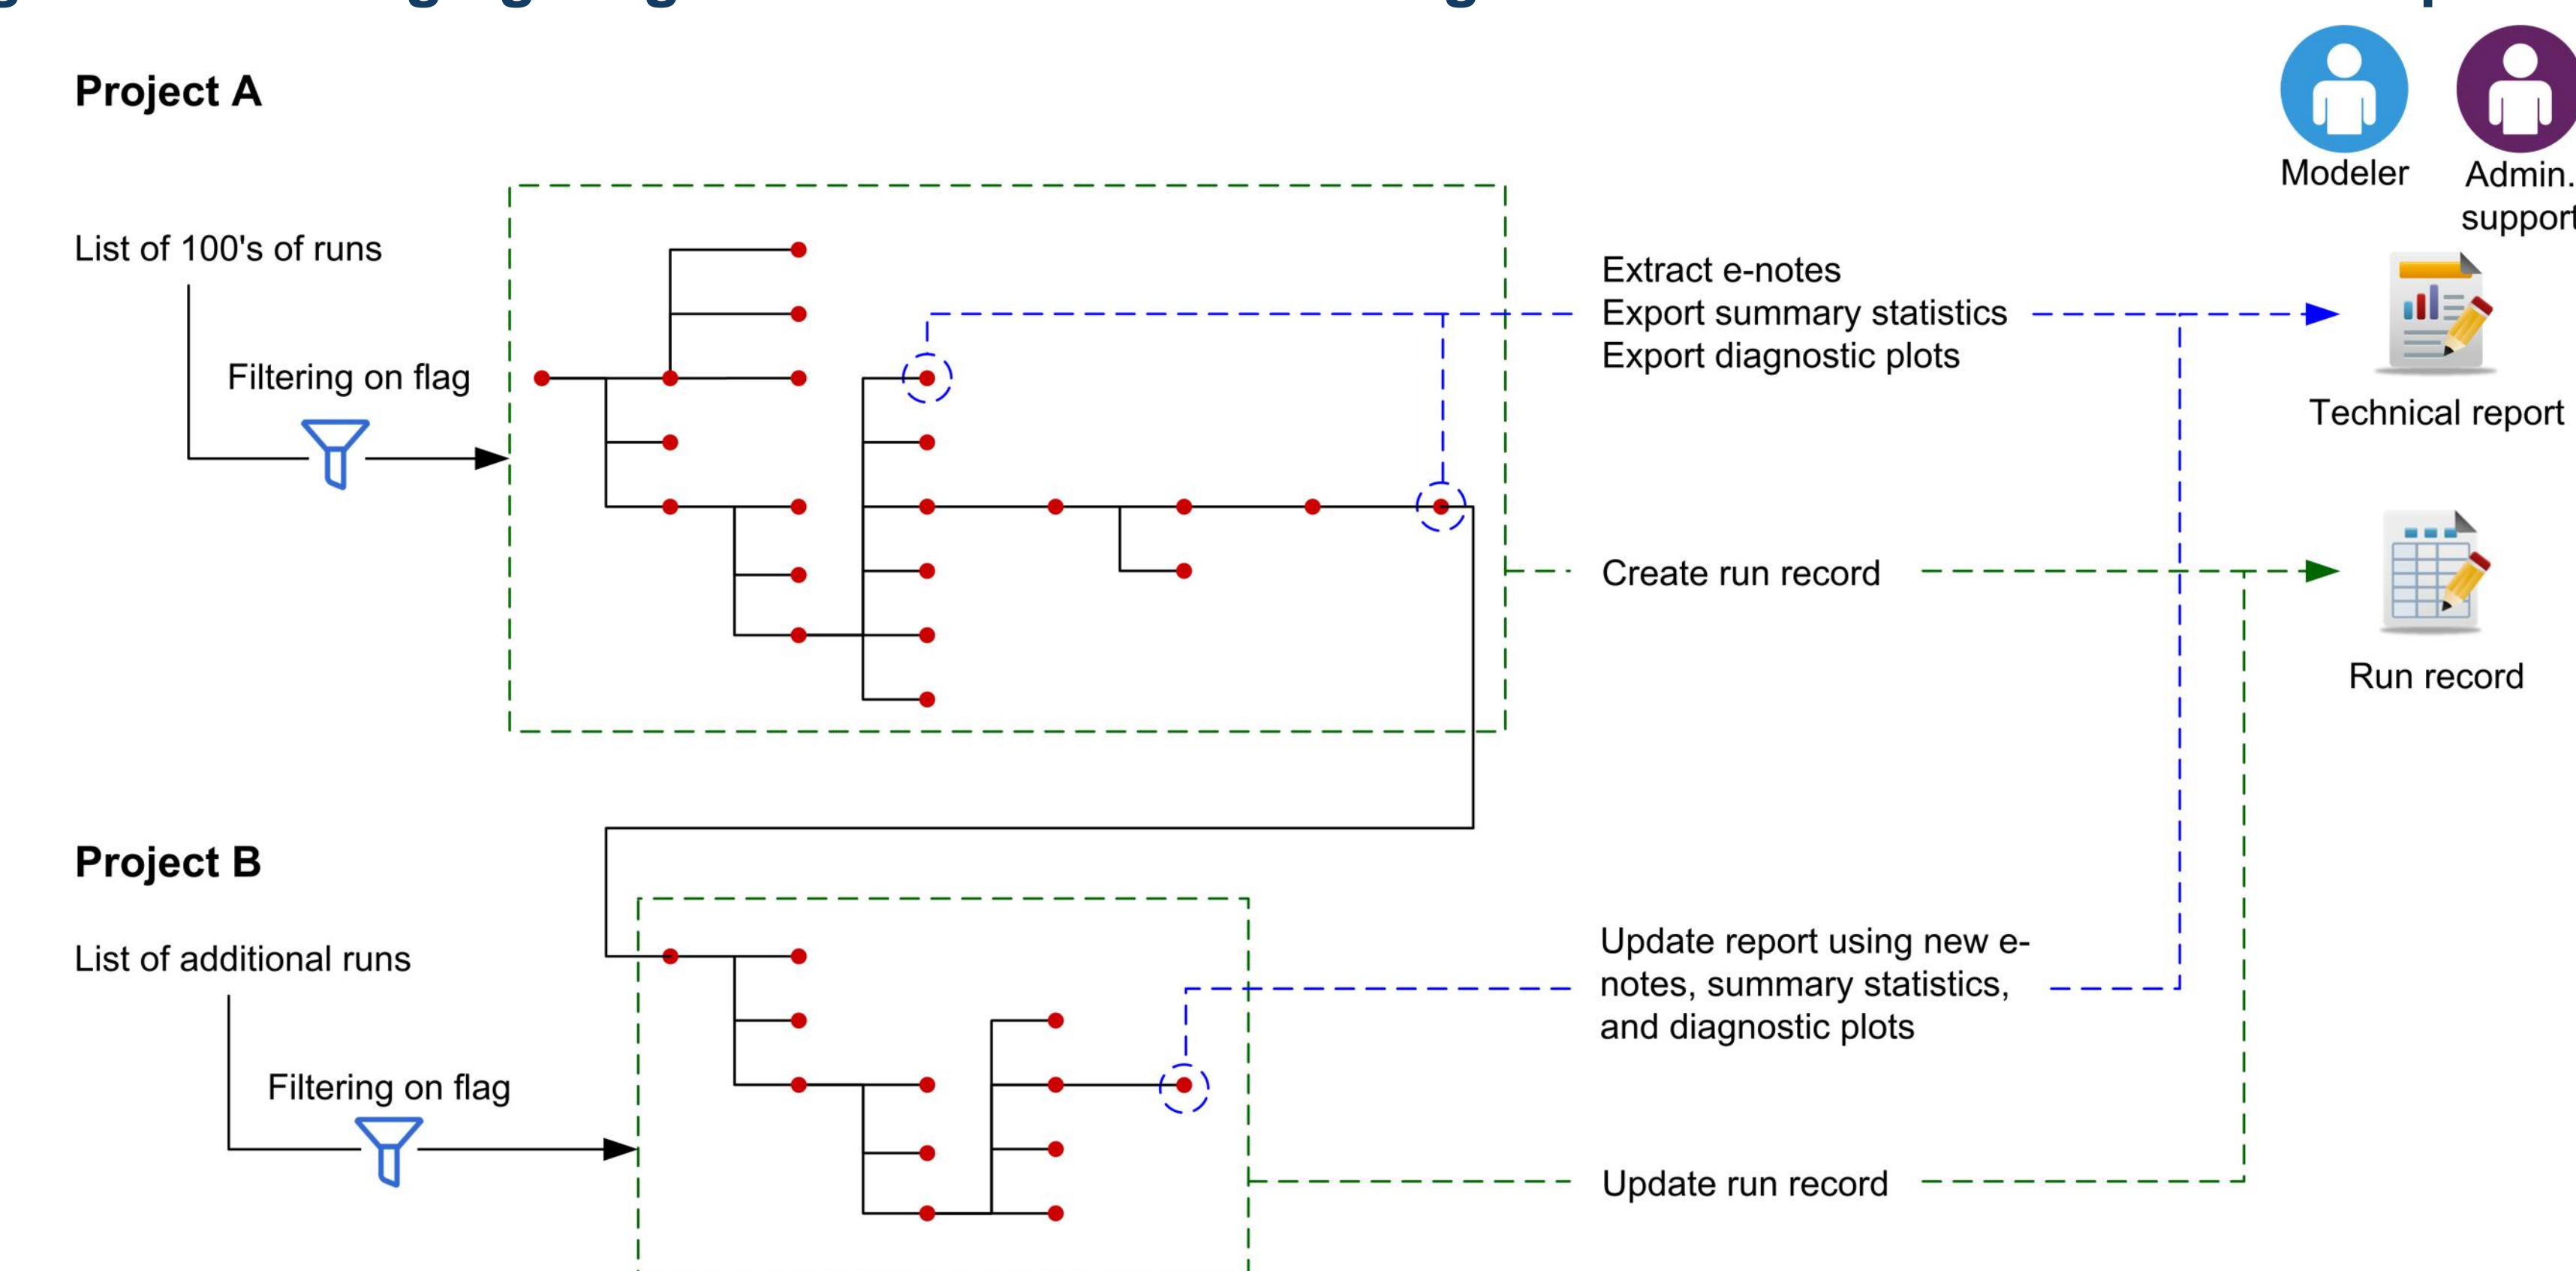 Project A
Modeler
Admin.
support
List of 100's of runs
Extract e-notes
Export summary statistics
Export diagnostic plots
Filtering on flag
Technical report
Create run record
Run record
Project B
List of additional runs
Update report using new e-
notes, summary statistics,
and diagnostic plots
Filtering on flag
Update run record